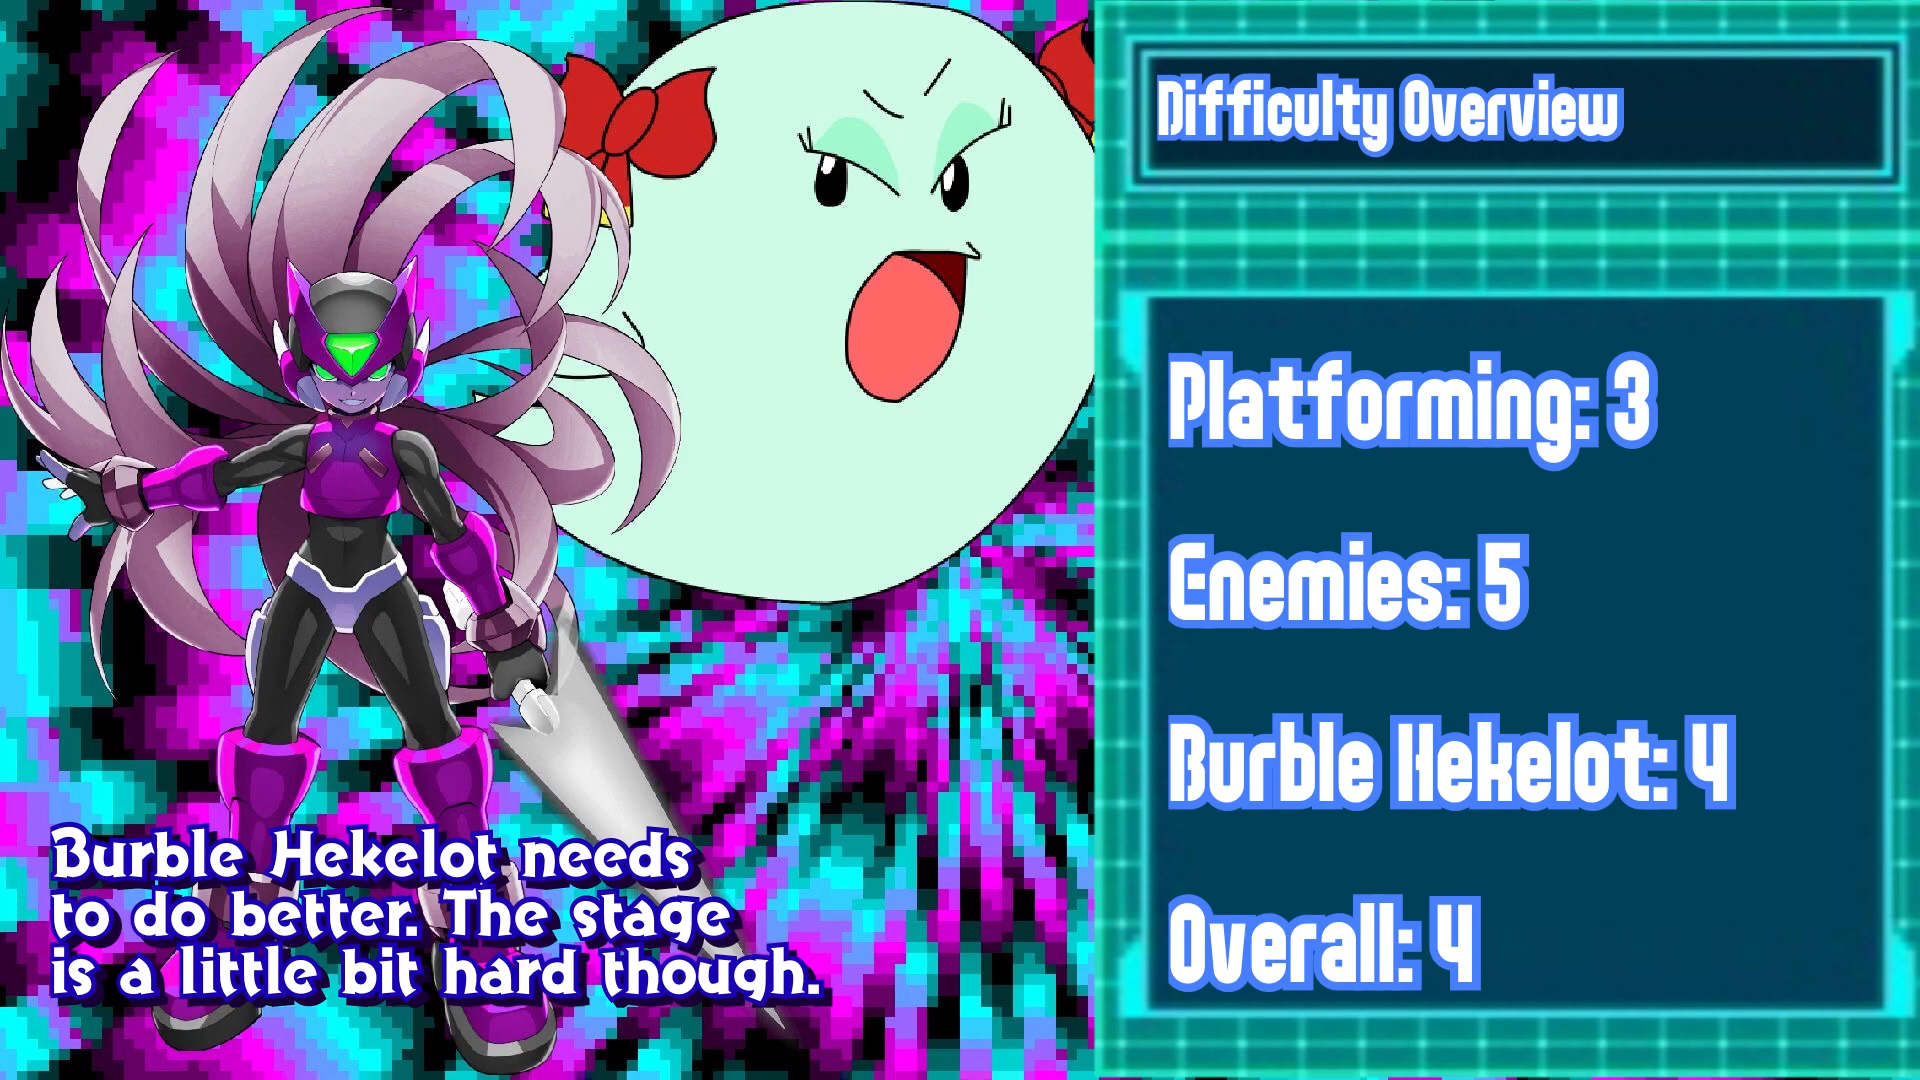 Difficulty Overview
Platforming: 3
Enemies: 5
Burble Hekelot: 4
Overall: 4
Burble Hekelot needs
to do better. The stage
is a little bit hard though.